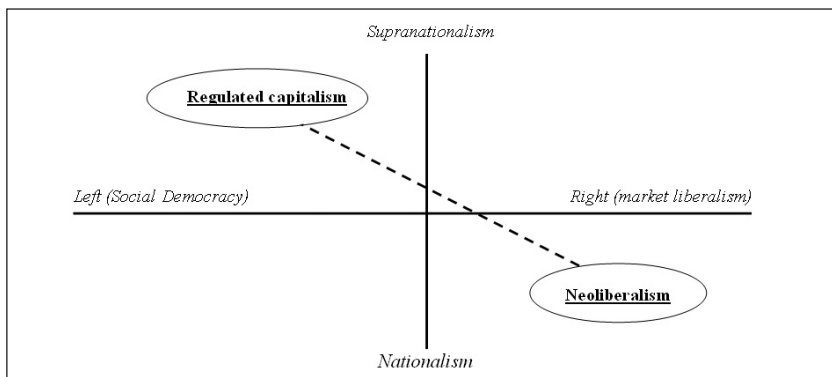 Supranationalism
Regulated capitalism
Left (Social Democracy)
Right (market liberalism)
Neoliberalism
Nationalism